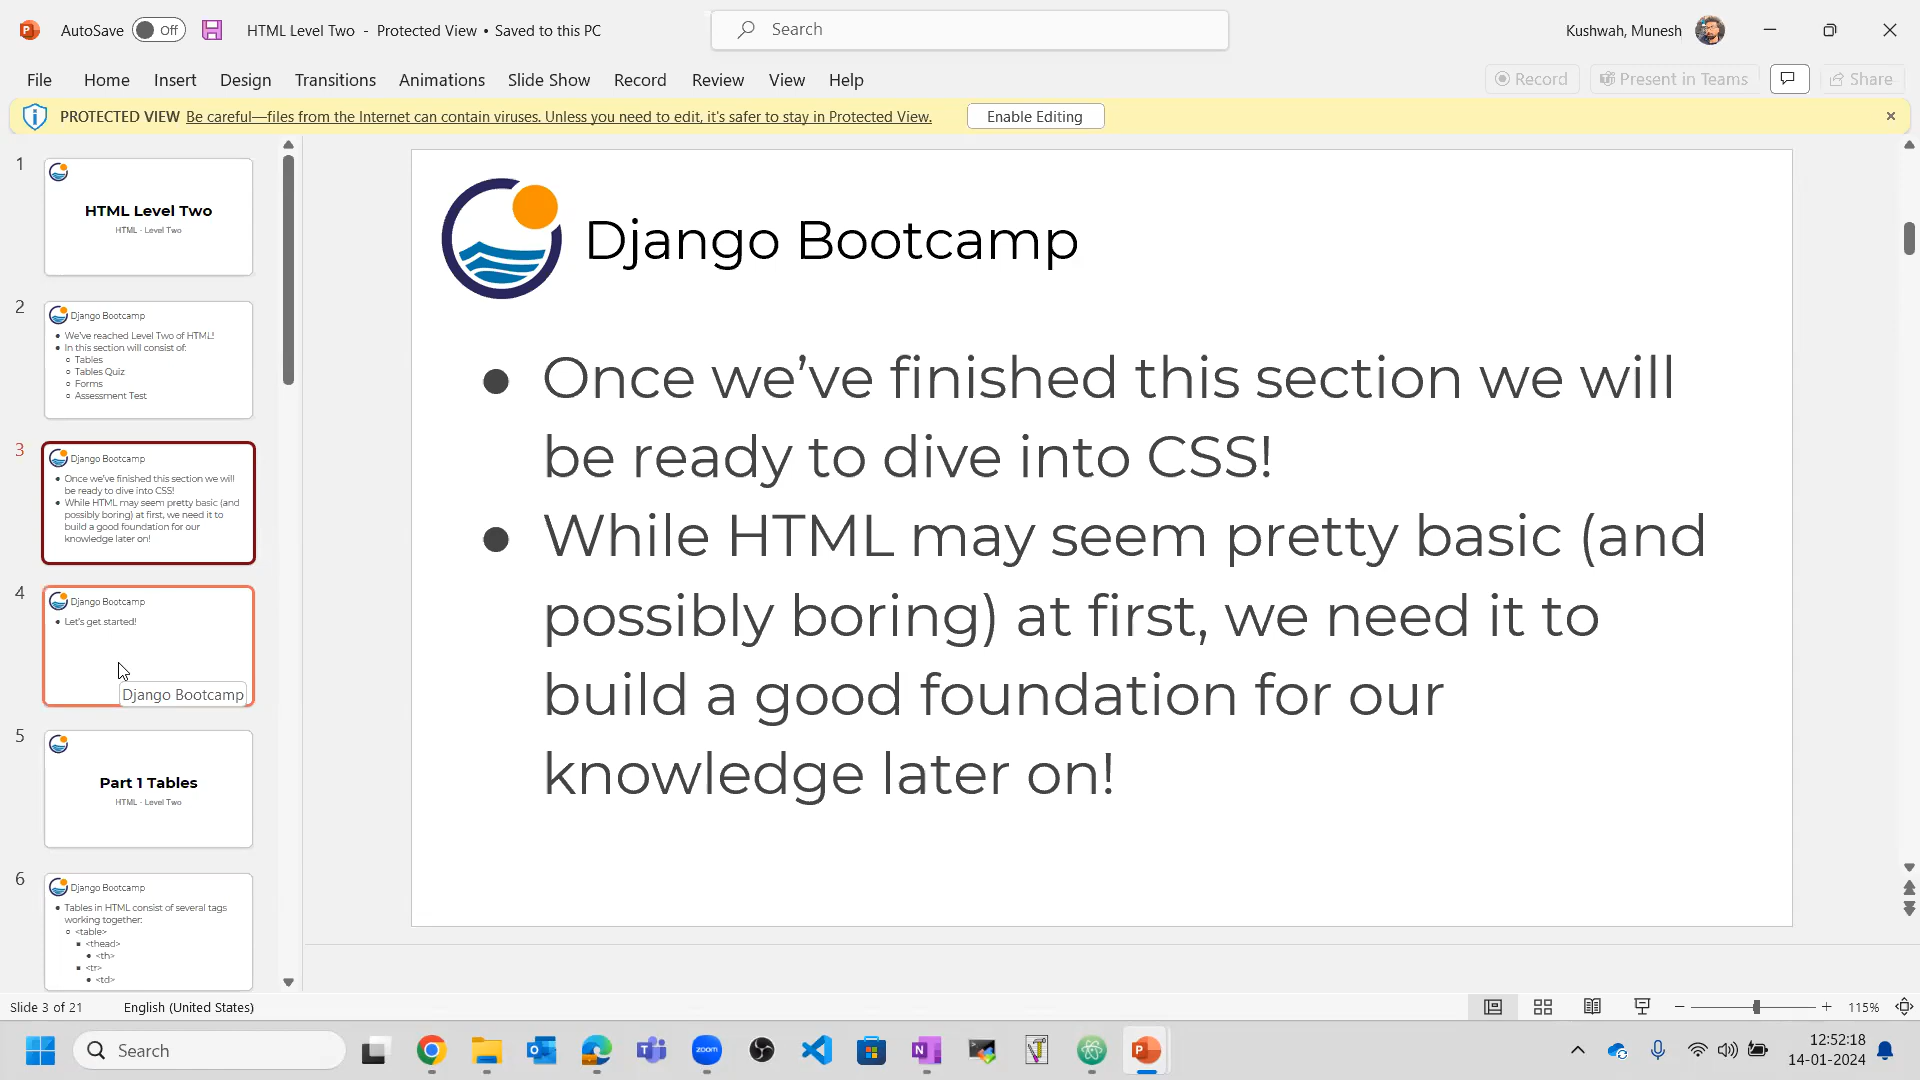 AutoSave Off HTML Level Two - Protected View • Saved to this PC Search Kushwah, Munesh
File Home Insert Design Transitions Animations Slide Show Record Review View Help Record Present in Teams Share
PROTECTED VIEW Be careful—files from the Internet can contain viruses. Unless you need to edit, it's safer to stay in Protected View. Enable Editing
1
HTML Level Two
HTML - Level Two
2
Django Bootcamp
● We've reached Level Two of HTML!
● In this section will consist of:
○ Tables
○ Tables Quiz
○ Forms
○ Assessment Test
3
Django Bootcamp
● Once we've finished this section we will
be ready to dive into CSS!
● While HTML may seem pretty basic (and
possibly boring) at first, we need it to
build a good foundation for our
knowledge later on!
4
Django Bootcamp
● Let's get started!
Django Bootcamp
5
Part 1 Tables
HTML - Level Two
6
Django Bootcamp
● Tables in HTML consist of several tags
working together:
○ <table>
■ <thead>
● <th>
■ <tr>
● <td>
Django Bootcamp
● Once we’ve finished this section we will
be ready to dive into CSS!
● While HTML may seem pretty basic (and
possibly boring) at first, we need it to
build a good foundation for our
knowledge later on!
Slide 3 of 21 English (United States) 115%
Search zoom 12:52:18
14-01-2024